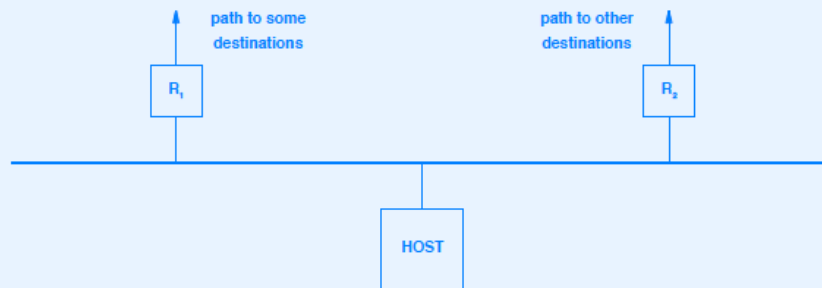 path to some
destinations
path to other
destinations
R₁
R₂
HOST